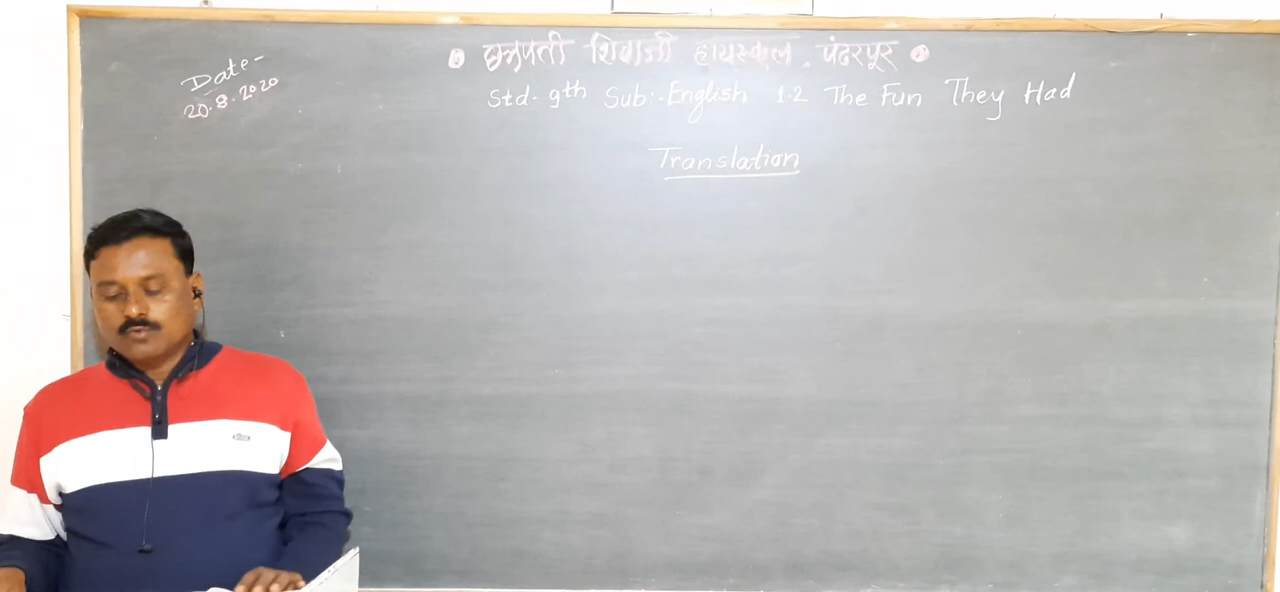 Date-
20.8.2020
छत्रपती शिवाजी हायस्कूल, पंढरपूर
Std. 9th Sub:- English 1.2 The Fun They Had
Translation